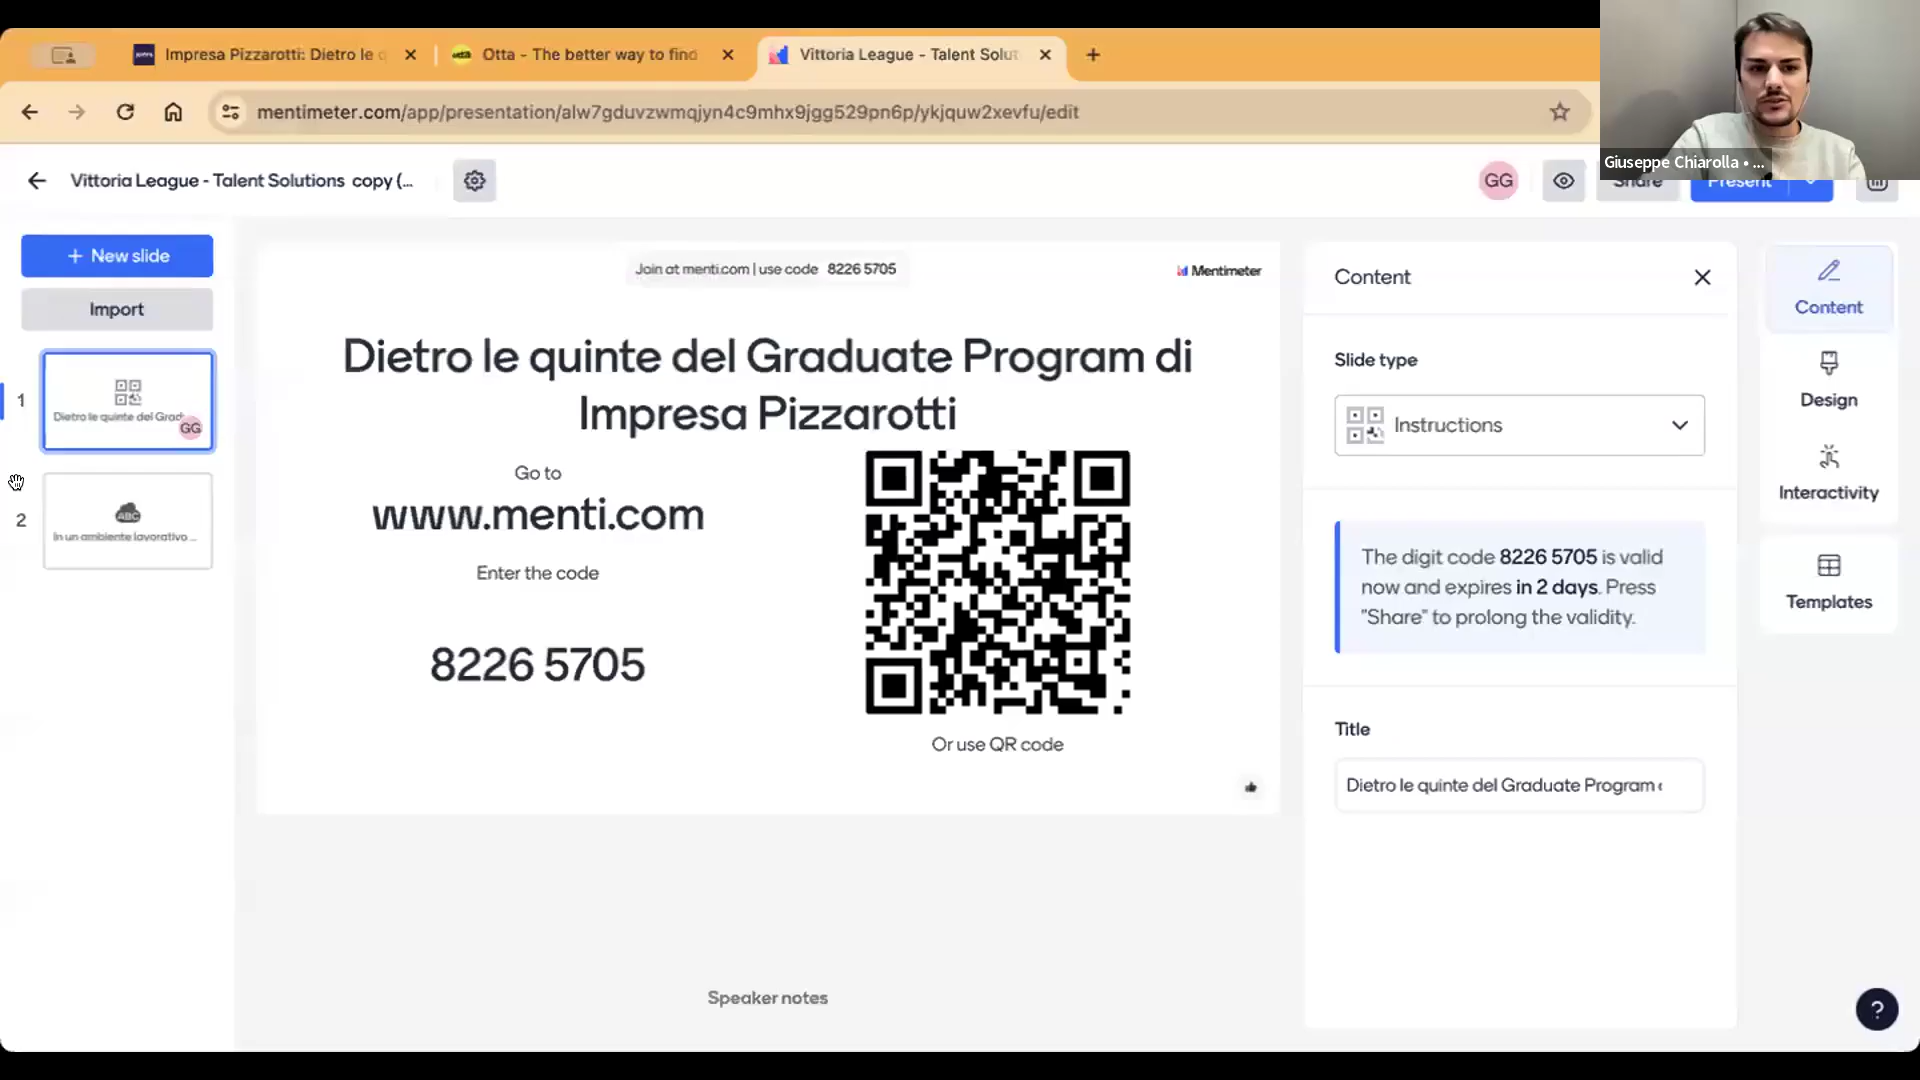 Impresa Pizzarotti: Dietro le q
Otta - The better way to find
Vittoria League - Talent Solut
mentimeter.com/app/presentation/alw7gduvzwmqjyn4c9mhx9jgg529pn6p/ykjquw2xevfu/edit
Giuseppe Chiarolla • ...
Vittoria League - Talent Solutions copy (...
GG
Share
Present
New slide
Import
1
Dietro le quinte del Grad
GG
2
ABC
In un ambiente lavorativo ...
Join at menti.com | use code 8226 5705
Mentimeter
Dietro le quinte del Graduate Program di
Impresa Pizzarotti
Go to
www.menti.com
Enter the code
8226 5705
Or use QR code
Speaker notes
Content
Slide type
Instructions
The digit code 8226 5705 is valid
now and expires in 2 days. Press
"Share" to prolong the validity.
Title
Dietro le quinte del Graduate Program
Content
Design
Interactivity
Templates
?